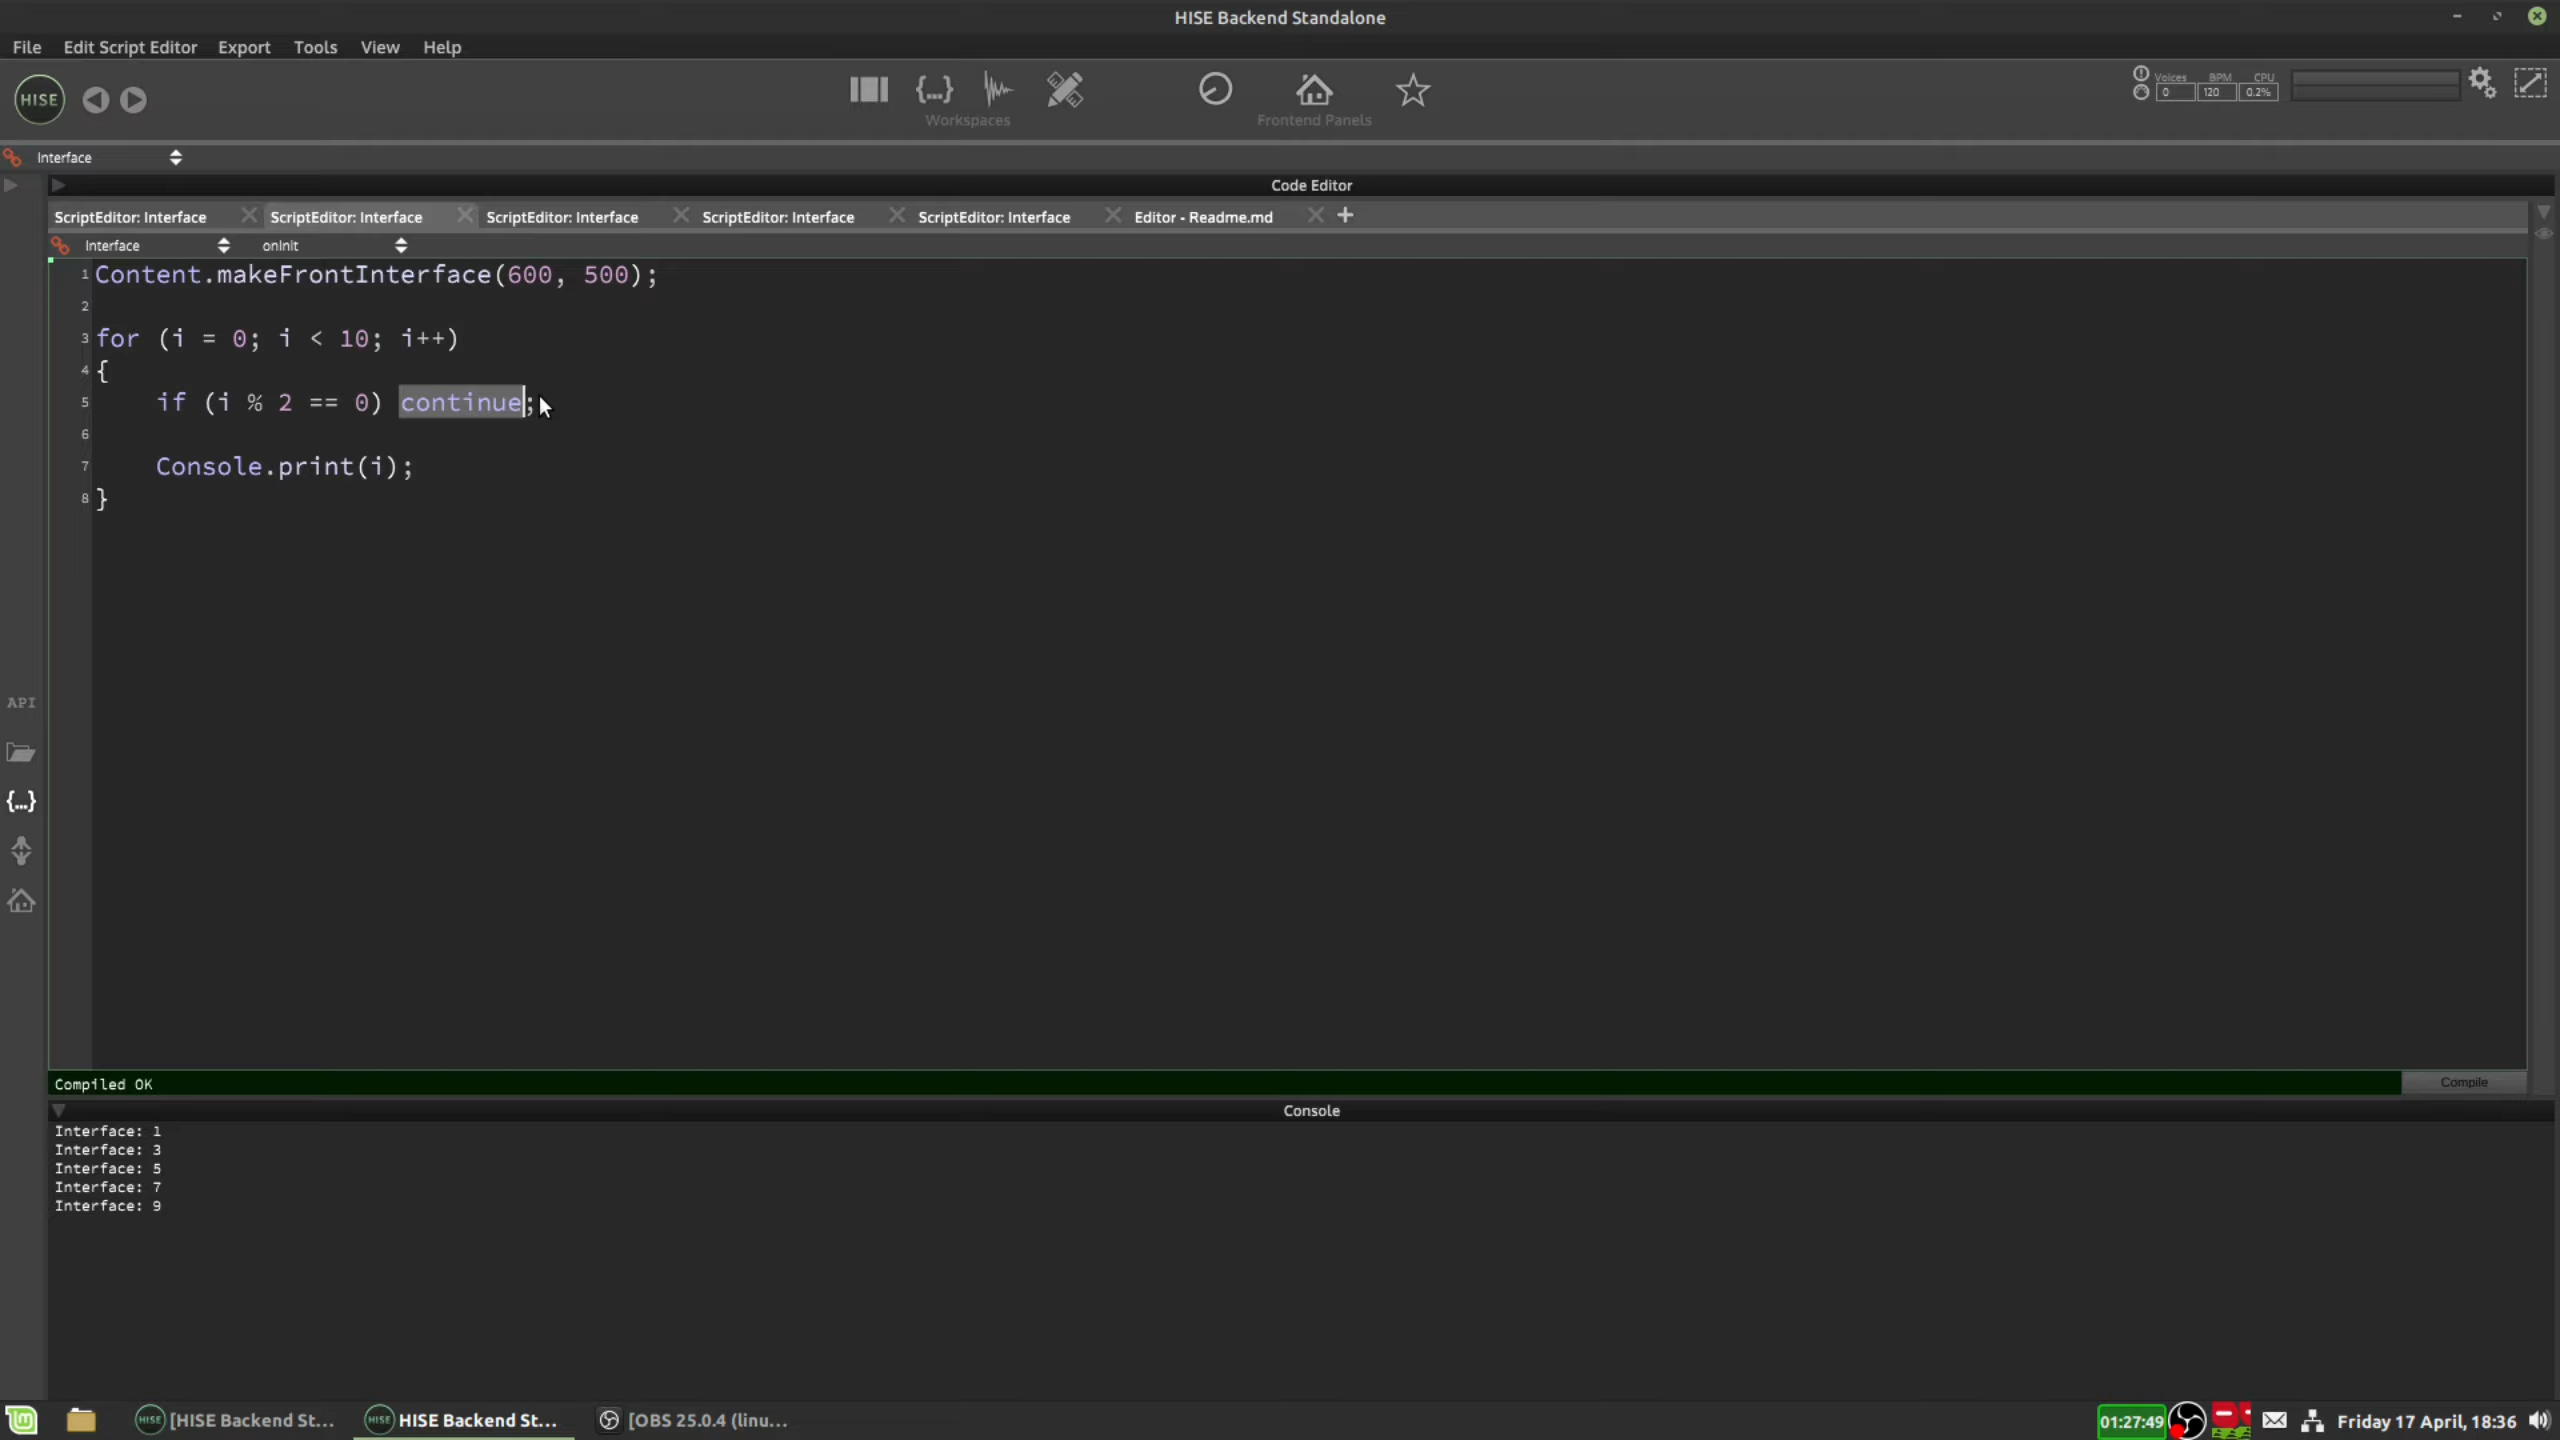 HISE Backend Standalone
File Edit Script Editor Export Tools View Help
HISE
Workspaces Frontend Panels
Voices BPM CPU
0 120 0.2%
Interface
Code Editor
ScriptEditor: Interface ScriptEditor: Interface ScriptEditor: Interface ScriptEditor: Interface ScriptEditor: Interface Editor - Readme.md
Interface onInit
1 Content.makeFrontInterface(600, 500);
2
3 for (i = 0; i < 10; i++)
4 {
5 if (i % 2 == 0) continue;
6
7 Console.print(i);
8 }
API
{...}
Compiled OK Compile
Console
Interface: 1
Interface: 3
Interface: 5
Interface: 7
Interface: 9
HISE [HISE Backend St... HISE HISE Backend St... [OBS 25.0.4 (linu... 01:27:49 Friday 17 April, 18:36